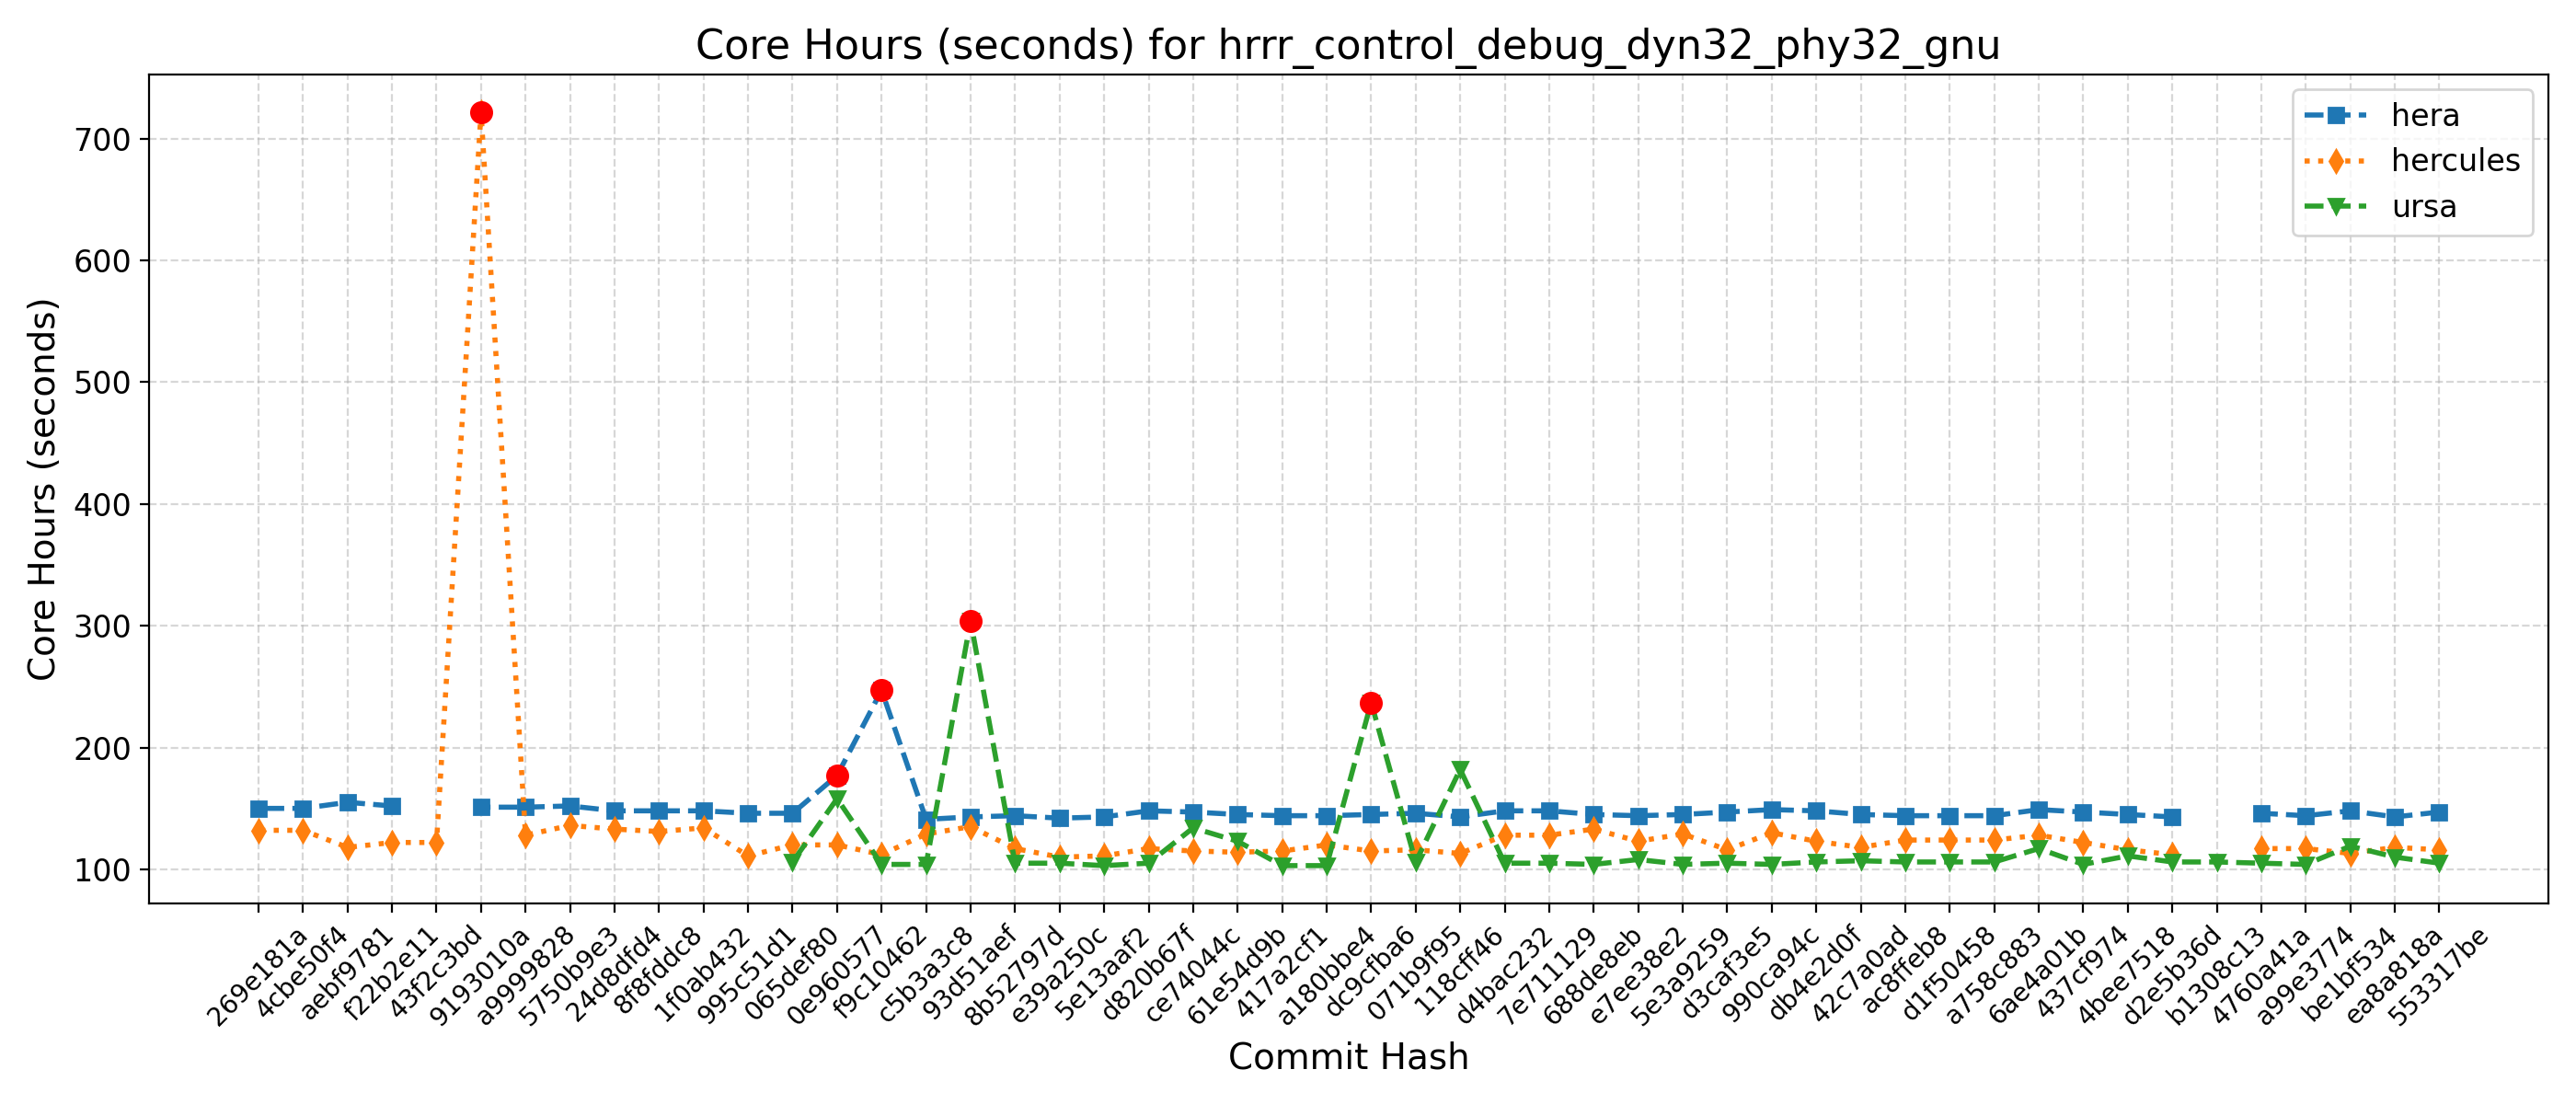 Core Hours (seconds) for hrrr_control_debug_dyn32_phy32_gnu
hera
hercules
ursa
Core Hours (seconds)
700
600
500
400
300
200
100
269e181a
4cbe50f4
aebf9781
f22b2e11
43f2c3bd
9193010a
a9999828
5750b9e3
24d8dfd4
8f8fddc8
1f0ab432
995c51d1
065def80
0e960577
f9c10462
c5b3a3c8
93d51aef
8b52797d
e39a250c
5e13aaf2
d820b67f
ce74044c
61e54d9b
417a2cf1
a180bbe4
dc9cfba6
071b9f95
118cff46
d4bac232
7e711129
688de8eb
e7ee38e2
5e3a9259
d3caf3e5
990ca94c
db4e2d0f
42c7a0ad
ac8ffeb8
d1f50458
a758c883
6ae4a01b
437cf974
4bee7518
d2e5b36d
b1308c13
4760a41a
a99e3774
be1bf534
ea8a818a
553317be
Commit Hash